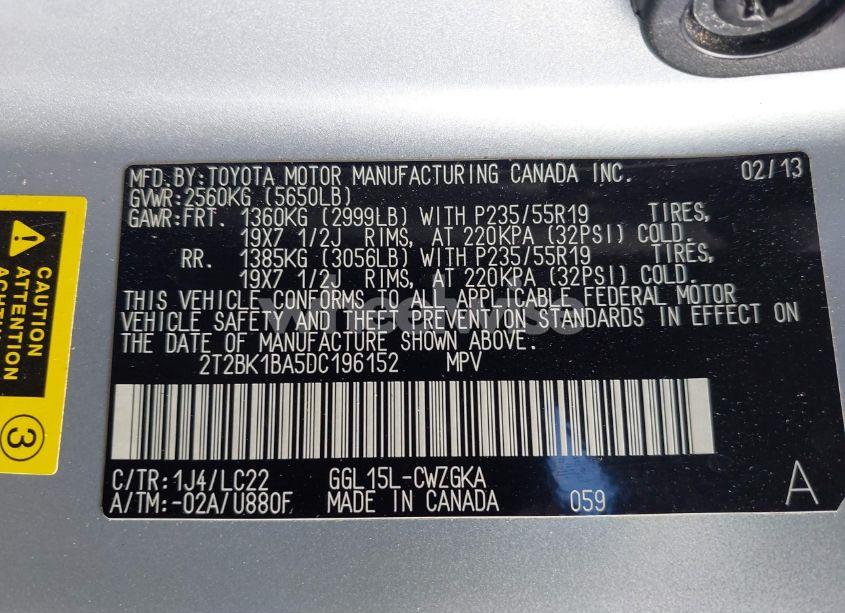 MFD.BY:TOYOTA MOTOR MANUFACTURING CANADA INC. 02/13
GVWR:2560KG (5650LB)
GAWR:FRT. 1360KG (2999LB) WITH P235/55R19 TIRES,
19X7 1/2J RIMS, AT 220KPA (32PSI) COLD.
RR. 1385KG (3056LB) WITH P235/55R19 TIRES,
19X7 1/2J RIMS, AT 220KPA (32PSI) COLD.
THIS VEHICLE CONFORMS TO ALL APPLICABLE FEDERAL MOTOR
VEHICLE SAFETY AND THEFT PREVENTION STANDARDS IN EFFECT ON
THE DATE OF MANUFACTURE SHOWN ABOVE.
2T2BK1BA5DC196152 MPV
C/TR:1J4/LC22 GGL15L-CWZGKA
A/TM:-02A/U880F MADE IN CANADA 059 A
CAUTION
ATTENTION
ACHTUNG
3